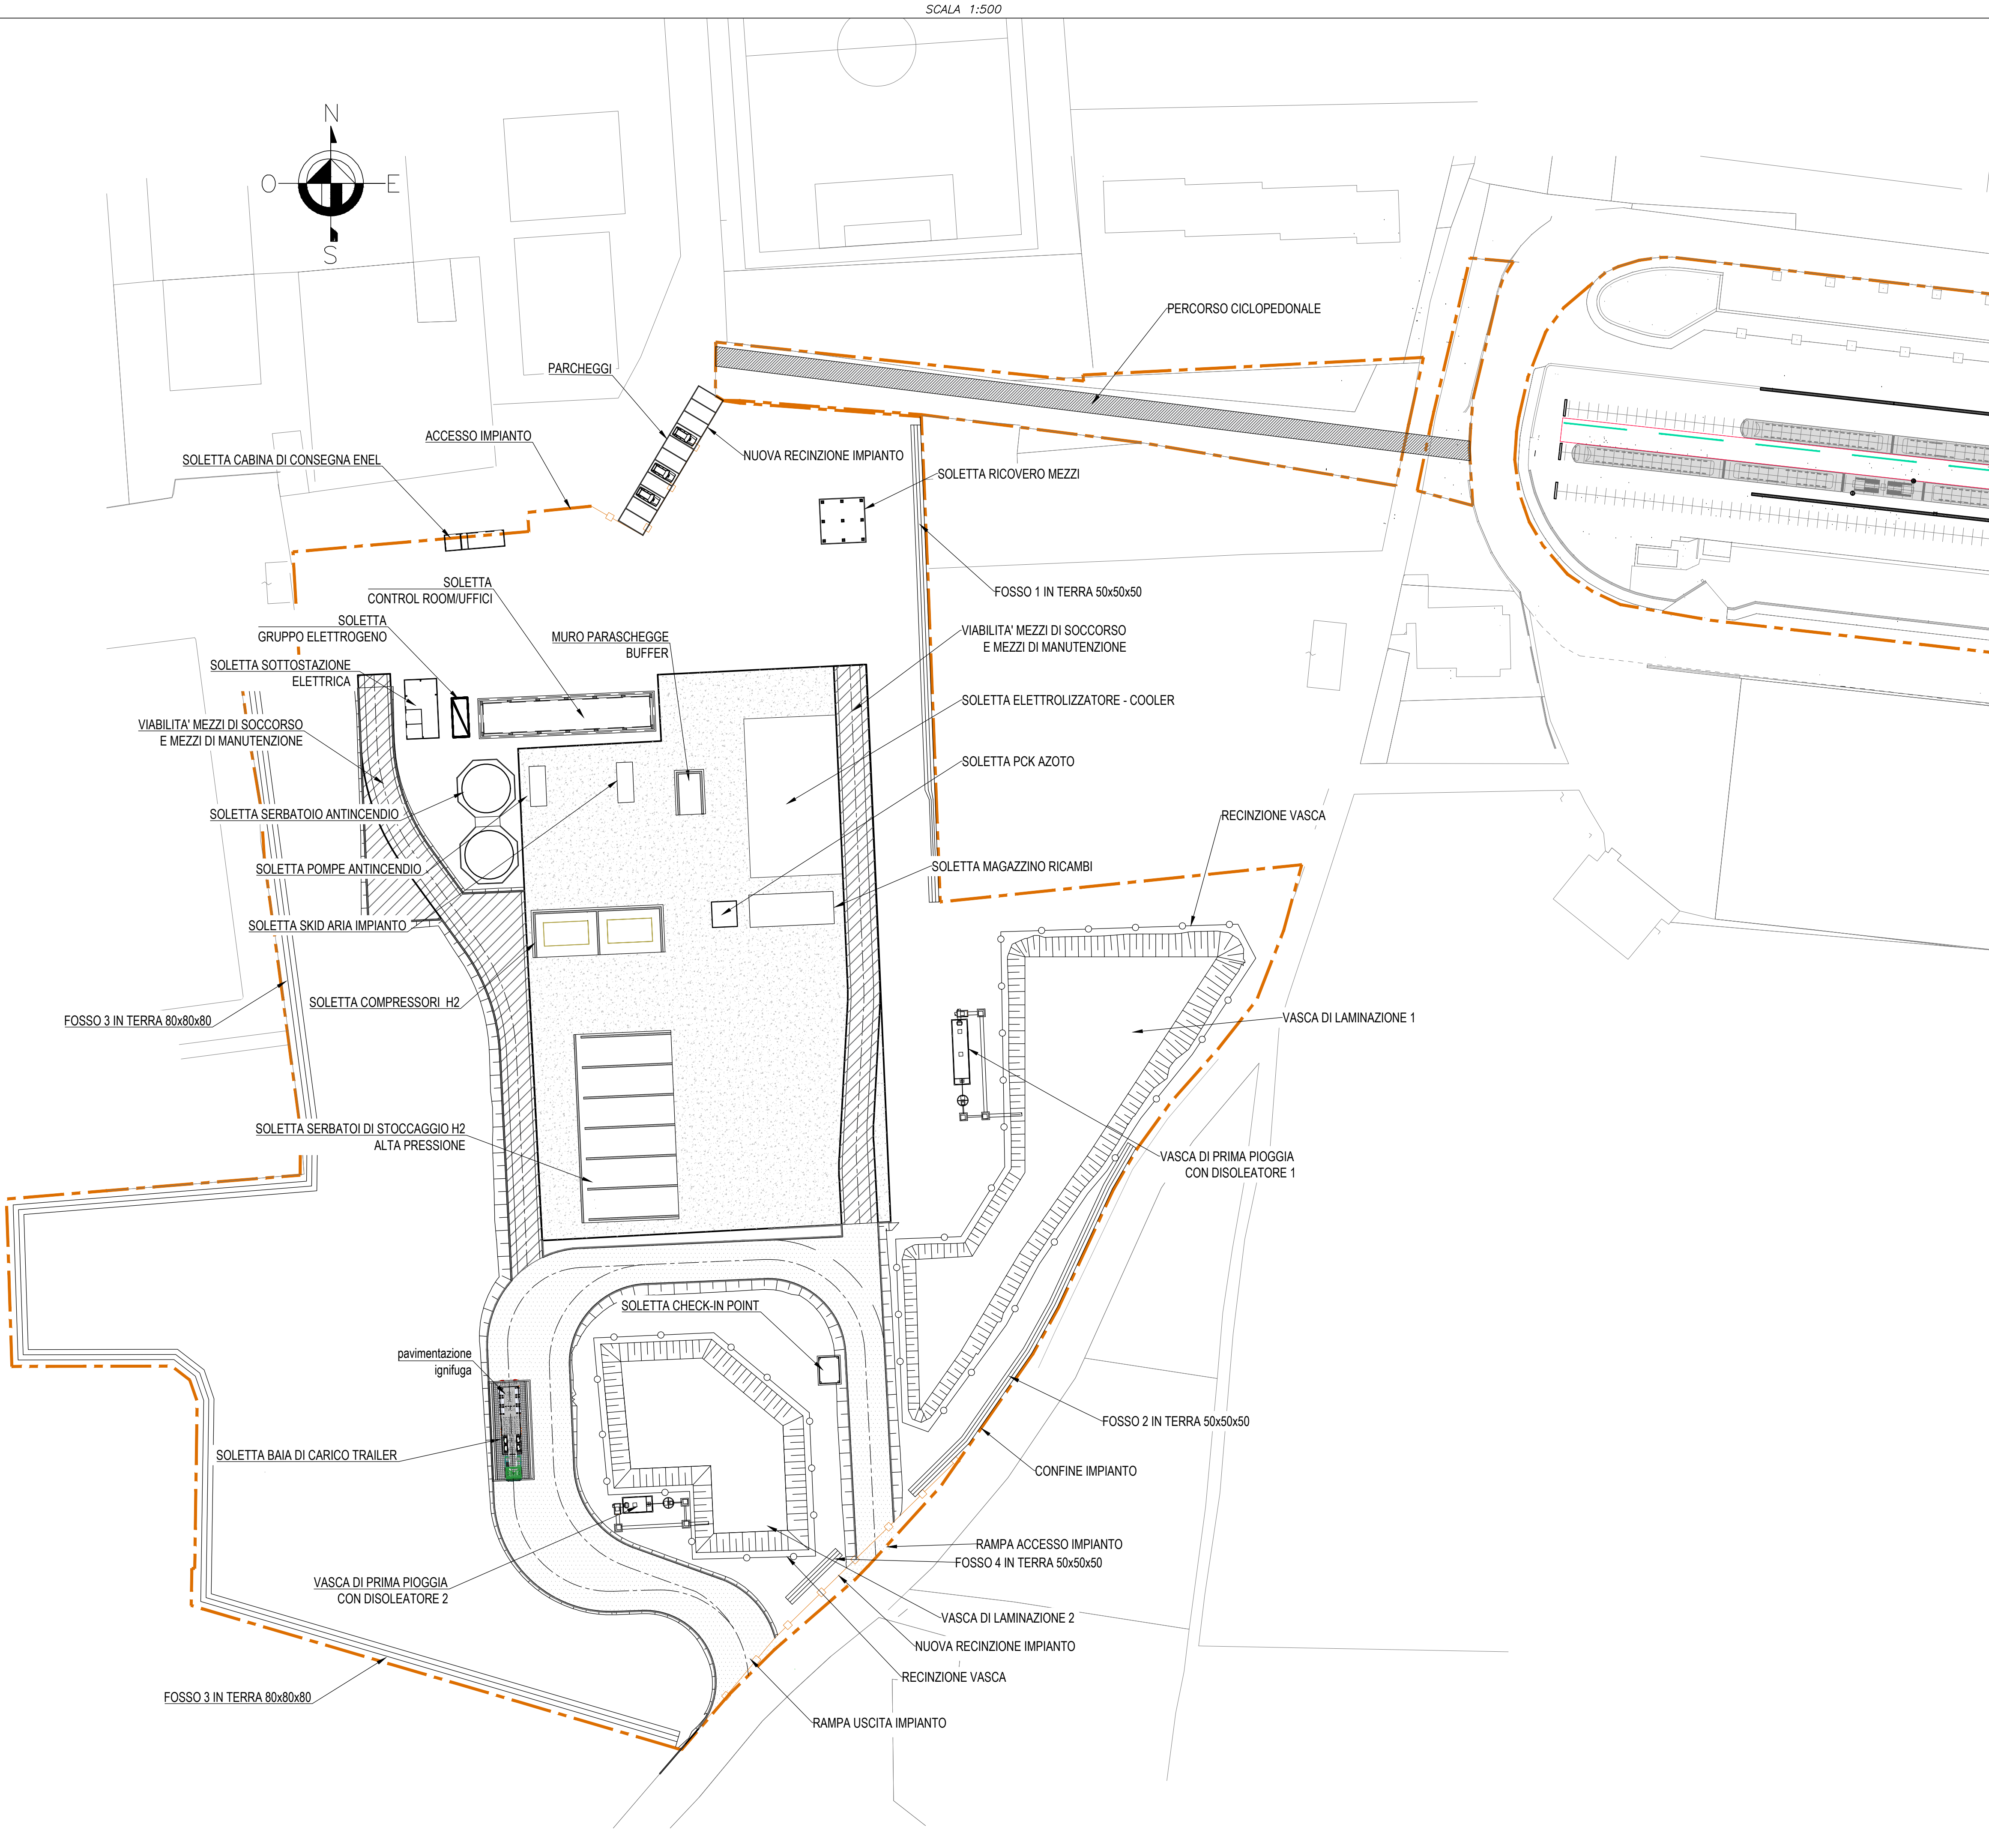 SCALA 1:500
N
O
E
S
PERCORSO CICLOPEDONALE
PARCHEGGI
ACCESSO IMPIANTO
NUOVA RECINZIONE IMPIANTO
SOLETTA CABINA DI CONSEGNA ENEL
SOLETTA RICOVERO MEZZI
SOLETTA
CONTROL ROOM/UFFICI
FOSSO 1 IN TERRA 50x50x50
SOLETTA
GRUPPO ELETTROGENO
MURO PARASCHEGGE
BUFFER
VIABILITA' MEZZI DI SOCCORSO
E MEZZI DI MANUTENZIONE
SOLETTA SOTTOSTAZIONE
ELETTRICA
SOLETTA ELETTROLIZZATORE - COOLER
VIABILITA' MEZZI DI SOCCORSO
E MEZZI DI MANUTENZIONE
SOLETTA PCK AZOTO
SOLETTA SERBATOIO ANTINCENDIO
RECINZIONE VASCA
SOLETTA POMPE ANTINCENDIO
SOLETTA MAGAZZINO RICAMBI
SOLETTA SKID ARIA IMPIANTO
SOLETTA COMPRESSORI H2
FOSSO 3 IN TERRA 80x80x80
VASCA DI LAMINAZIONE 1
SOLETTA SERBATOI DI STOCCAGGIO H2
ALTA PRESSIONE
VASCA DI PRIMA PIOGGIA
CON DISOLEATORE 1
SOLETTA CHECK-IN POINT
pavimentazione
ignifuga
FOSSO 2 IN TERRA 50x50x50
SOLETTA BAIA DI CARICO TRAILER
CONFINE IMPIANTO
RAMPA ACCESSO IMPIANTO
FOSSO 4 IN TERRA 50x50x50
VASCA DI PRIMA PIOGGIA
CON DISOLEATORE 2
VASCA DI LAMINAZIONE 2
NUOVA RECINZIONE IMPIANTO
RECINZIONE VASCA
FOSSO 3 IN TERRA 80x80x80
RAMPA USCITA IMPIANTO